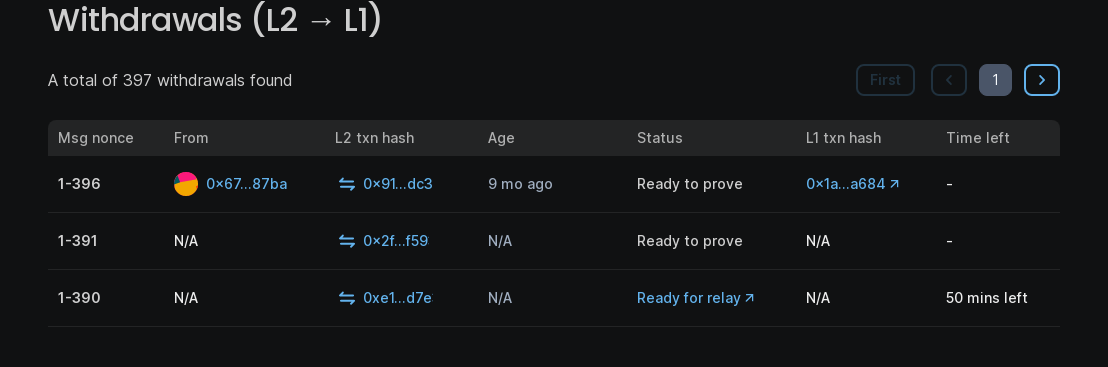 Withdrawals (L2 → L1)
A total of 397 withdrawals found
First 1
Msg nonce From L2 txn hash Age Status L1 txn hash Time left
1-396 0x67...87ba 0x91...dc3 9 mo ago Ready to prove 0x1a...a684 -
1-391 N/A 0x2f...f59 N/A Ready to prove N/A -
1-390 N/A 0xe1...d7e N/A Ready for relay N/A 50 mins left